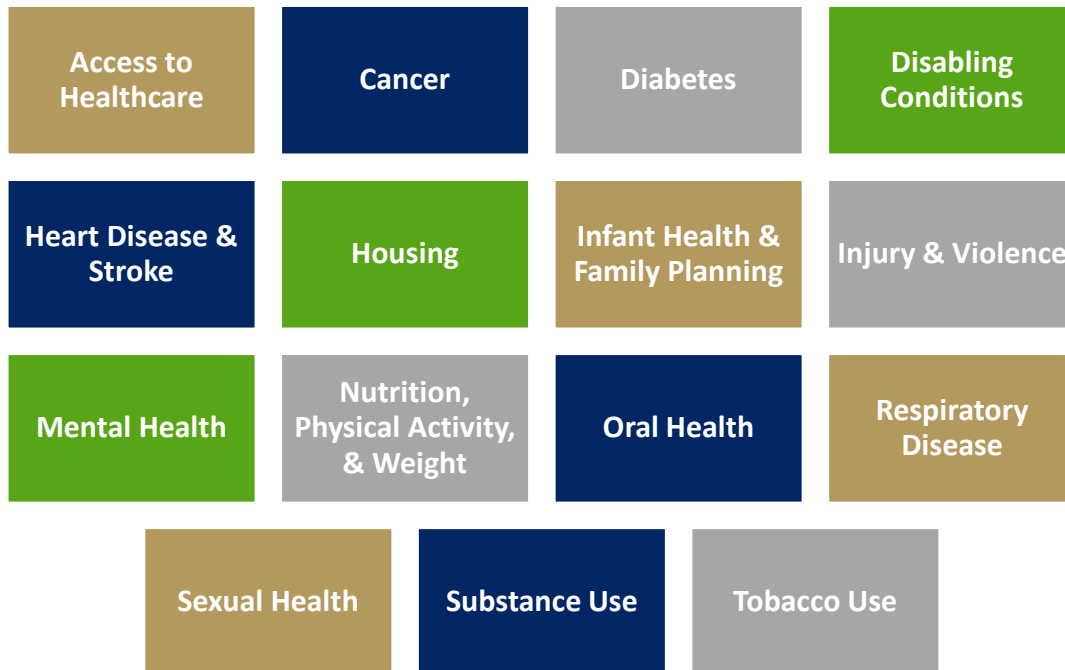 Access to
Healthcare
Cancer
Diabetes
Disabling
Conditions
Heart Disease &
Stroke
Housing
Infant Health &
Family Planning
Injury & Violence
Mental Health
Nutrition,
Physical Activity,
& Weight
Oral Health
Respiratory
Disease
Sexual Health
Substance Use
Tobacco Use